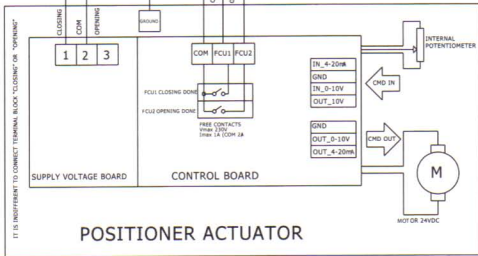 IT IS INDIFFERENT TO CONNECT TERMINAL BLOCK "CLOSING" OR "OPENING"
CLOSING
COM
OPENING
GROUND
1 2 3
COM FCU1 FCU2
FCU1 CLOSING DONE
FCU2 OPENING DONE
FREE CONTACTS
Vmax 230V
Imax 1A (COM 2A
IN_4-20mA
GND
IN_0-10V
OUT_10V
CMD IN
INTERNAL
POTENTIOMETER
GND
OUT_0-10V
OUT_4-20mA
CMD OUT
M
MOTOR 24VDC
SUPPLY VOLTAGE BOARD
CONTROL BOARD
POSITIONER ACTUATOR